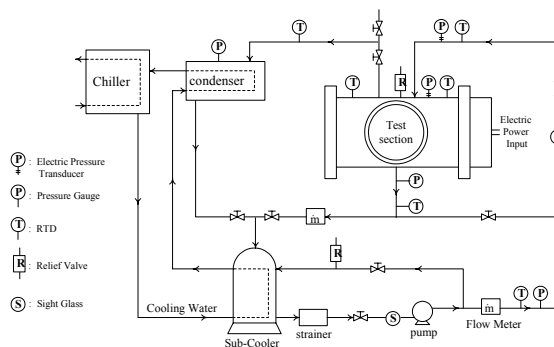 T
P
T
P
Chiller
condenser
T
R
P
T
Test
section
Electric
Power
Input
P
: Electric Pressure
Transducer
P
: Pressure Gauge
T
: RTD
R
: Relief Valve
S
: Sight Glass
P
T
ṁ
R
Cooling Water
Sub-Cooler
strainer
S
pump
ṁ
Flow Meter
T
P